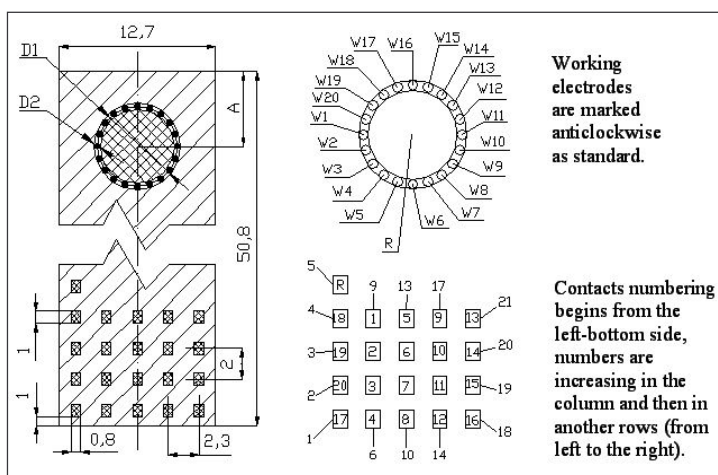 12,7
D1
D2
A
50,8
1
1
0,8
2
2,3
W16
W17
W15
W18
W14
W19
W13
W20
W12
W1
W11
W2
W10
W3
W9
W4
W8
W5
W7
W6
R
Working
electrodes
are marked
anticlockwise
as standard.
5
R
9
13
17
4
18
1
5
9
13
21
3
19
2
6
10
14
20
2
20
3
7
11
15
19
1
17
4
8
12
16
18
6
10
14
Contacts numbering
begins from the
left-bottom side,
numbers are
increasing in the
column and then in
another rows (from
left to the right).